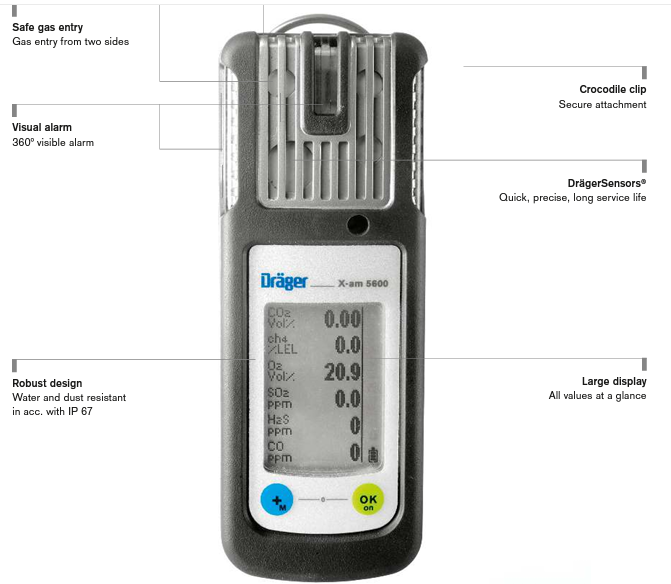 Safe gas entry
Gas entry from two sides
Crocodile clip
Secure attachment
Visual alarm
360° visible alarm
DrägerSensors®
Quick, precise, long service life
Dräger X-am 5600
CO₂ Vol% 0.00
ch₄ %LEL 0.0
O₂ Vol% 20.9
SO₂ ppm 0.0
H₂S ppm 0
CO ppm 0
Robust design
Water and dust resistant
in acc. with IP 67
Large display
All values at a glance
+M
6
OK
on